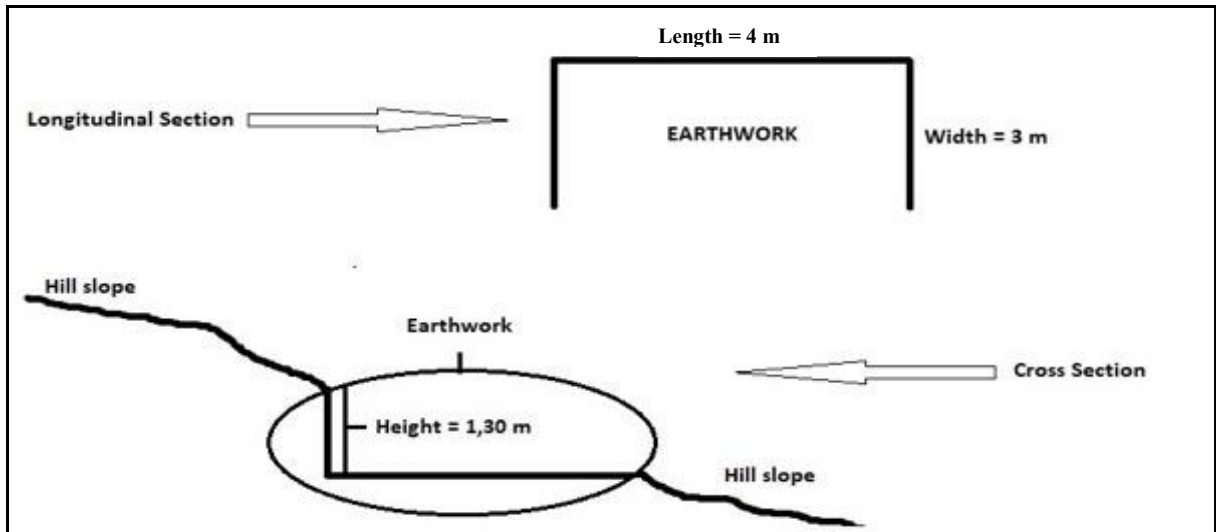 Length = 4 m
Longitudinal Section
EARTHWORK
Width = 3 m
Hill slope
Earthwork
Cross Section
Height = 1,30 m
Hill slope